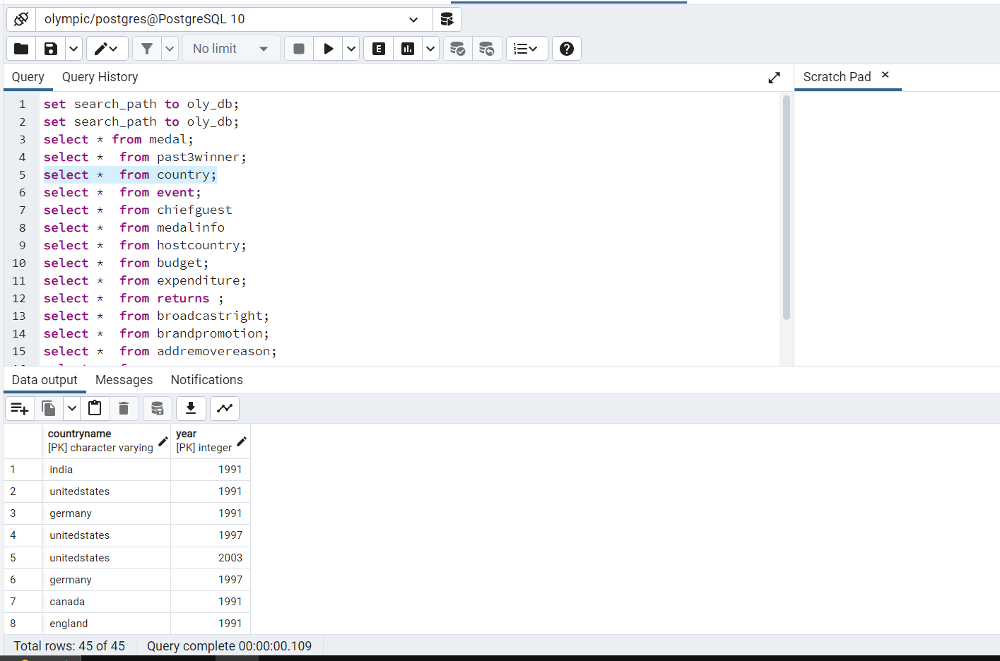 olympic/postgres@PostgreSQL 10
No limit
E
Query Query History
Scratch Pad
1 set search_path to oly_db;
2 set search_path to oly_db;
3 select * from medal;
4 select *  from past3winner;
5 select *  from country;
6 select *  from event;
7 select *  from chiefguest
8 select *  from medalinfo
9 select *  from hostcountry;
10 select *  from budget;
11 select *  from expenditure;
12 select *  from returns ;
13 select *  from broadcastright;
14 select *  from brandpromotion;
15 select *  from addremovereason;
Data output Messages Notifications
countryname year
[PK] character varying [PK] integer
1 india 1991
2 unitedstates 1991
3 germany 1991
4 unitedstates 1997
5 unitedstates 2003
6 germany 1997
7 canada 1991
8 england 1991
Total rows: 45 of 45 Query complete 00:00:00.109